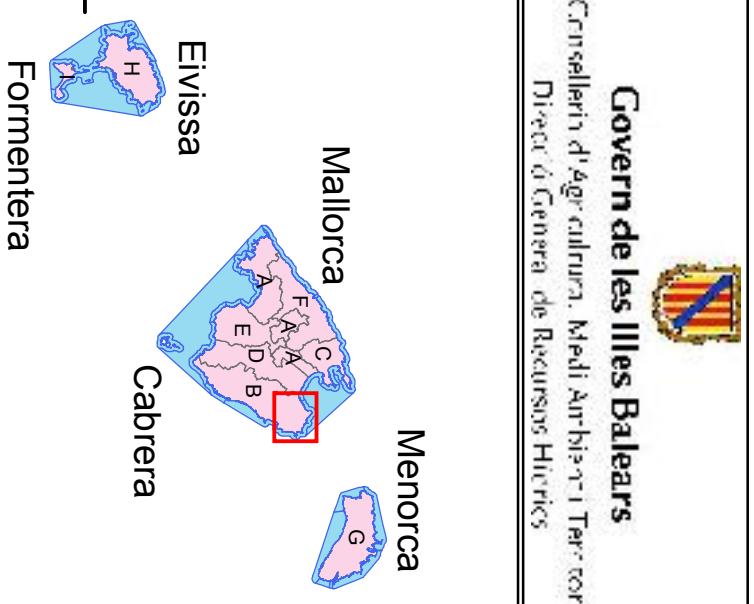 Govern de les Illes Balears
Conselleria d'Agricultura, Medi Ambient i Territori
Direcció General de Recursos Hídrics
Menorca
Mallorca
Eivissa
Cabrera
Formentera
G
C
F
A
A
A
E
D
B
H
I